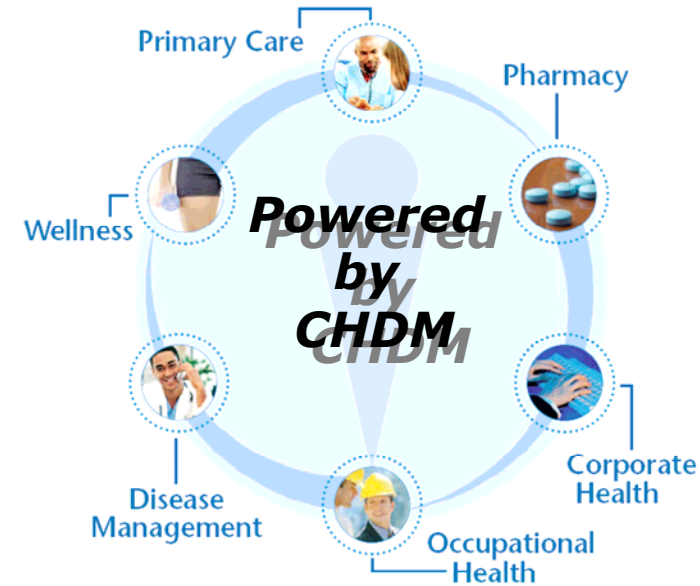 Primary Care
Pharmacy
Wellness
Powered
by
CHDM
Corporate
Health
Disease
Management
Occupational
Health